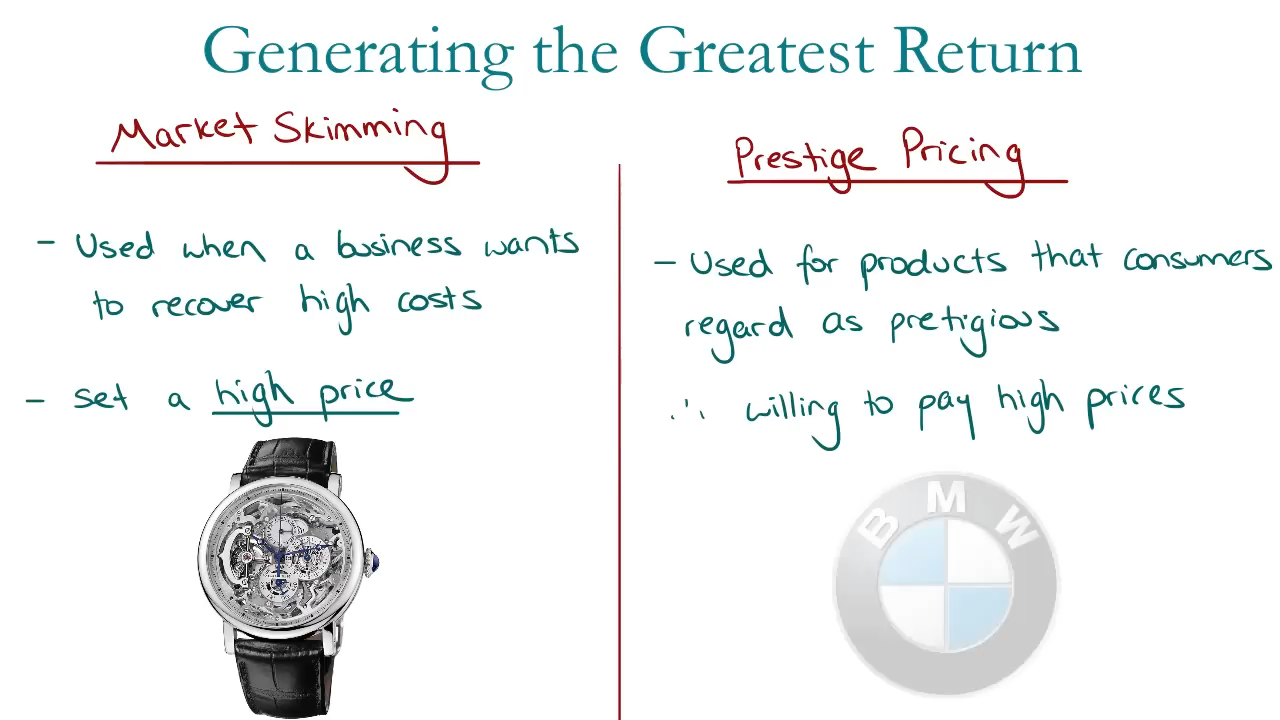 Generating the Greatest Return
Market Skimming
- Used when a business wants
to recover high costs
- set a high price
Prestige Pricing
- Used for products that consumers
regard as pretigious
∴ willing to pay high prices
BMW